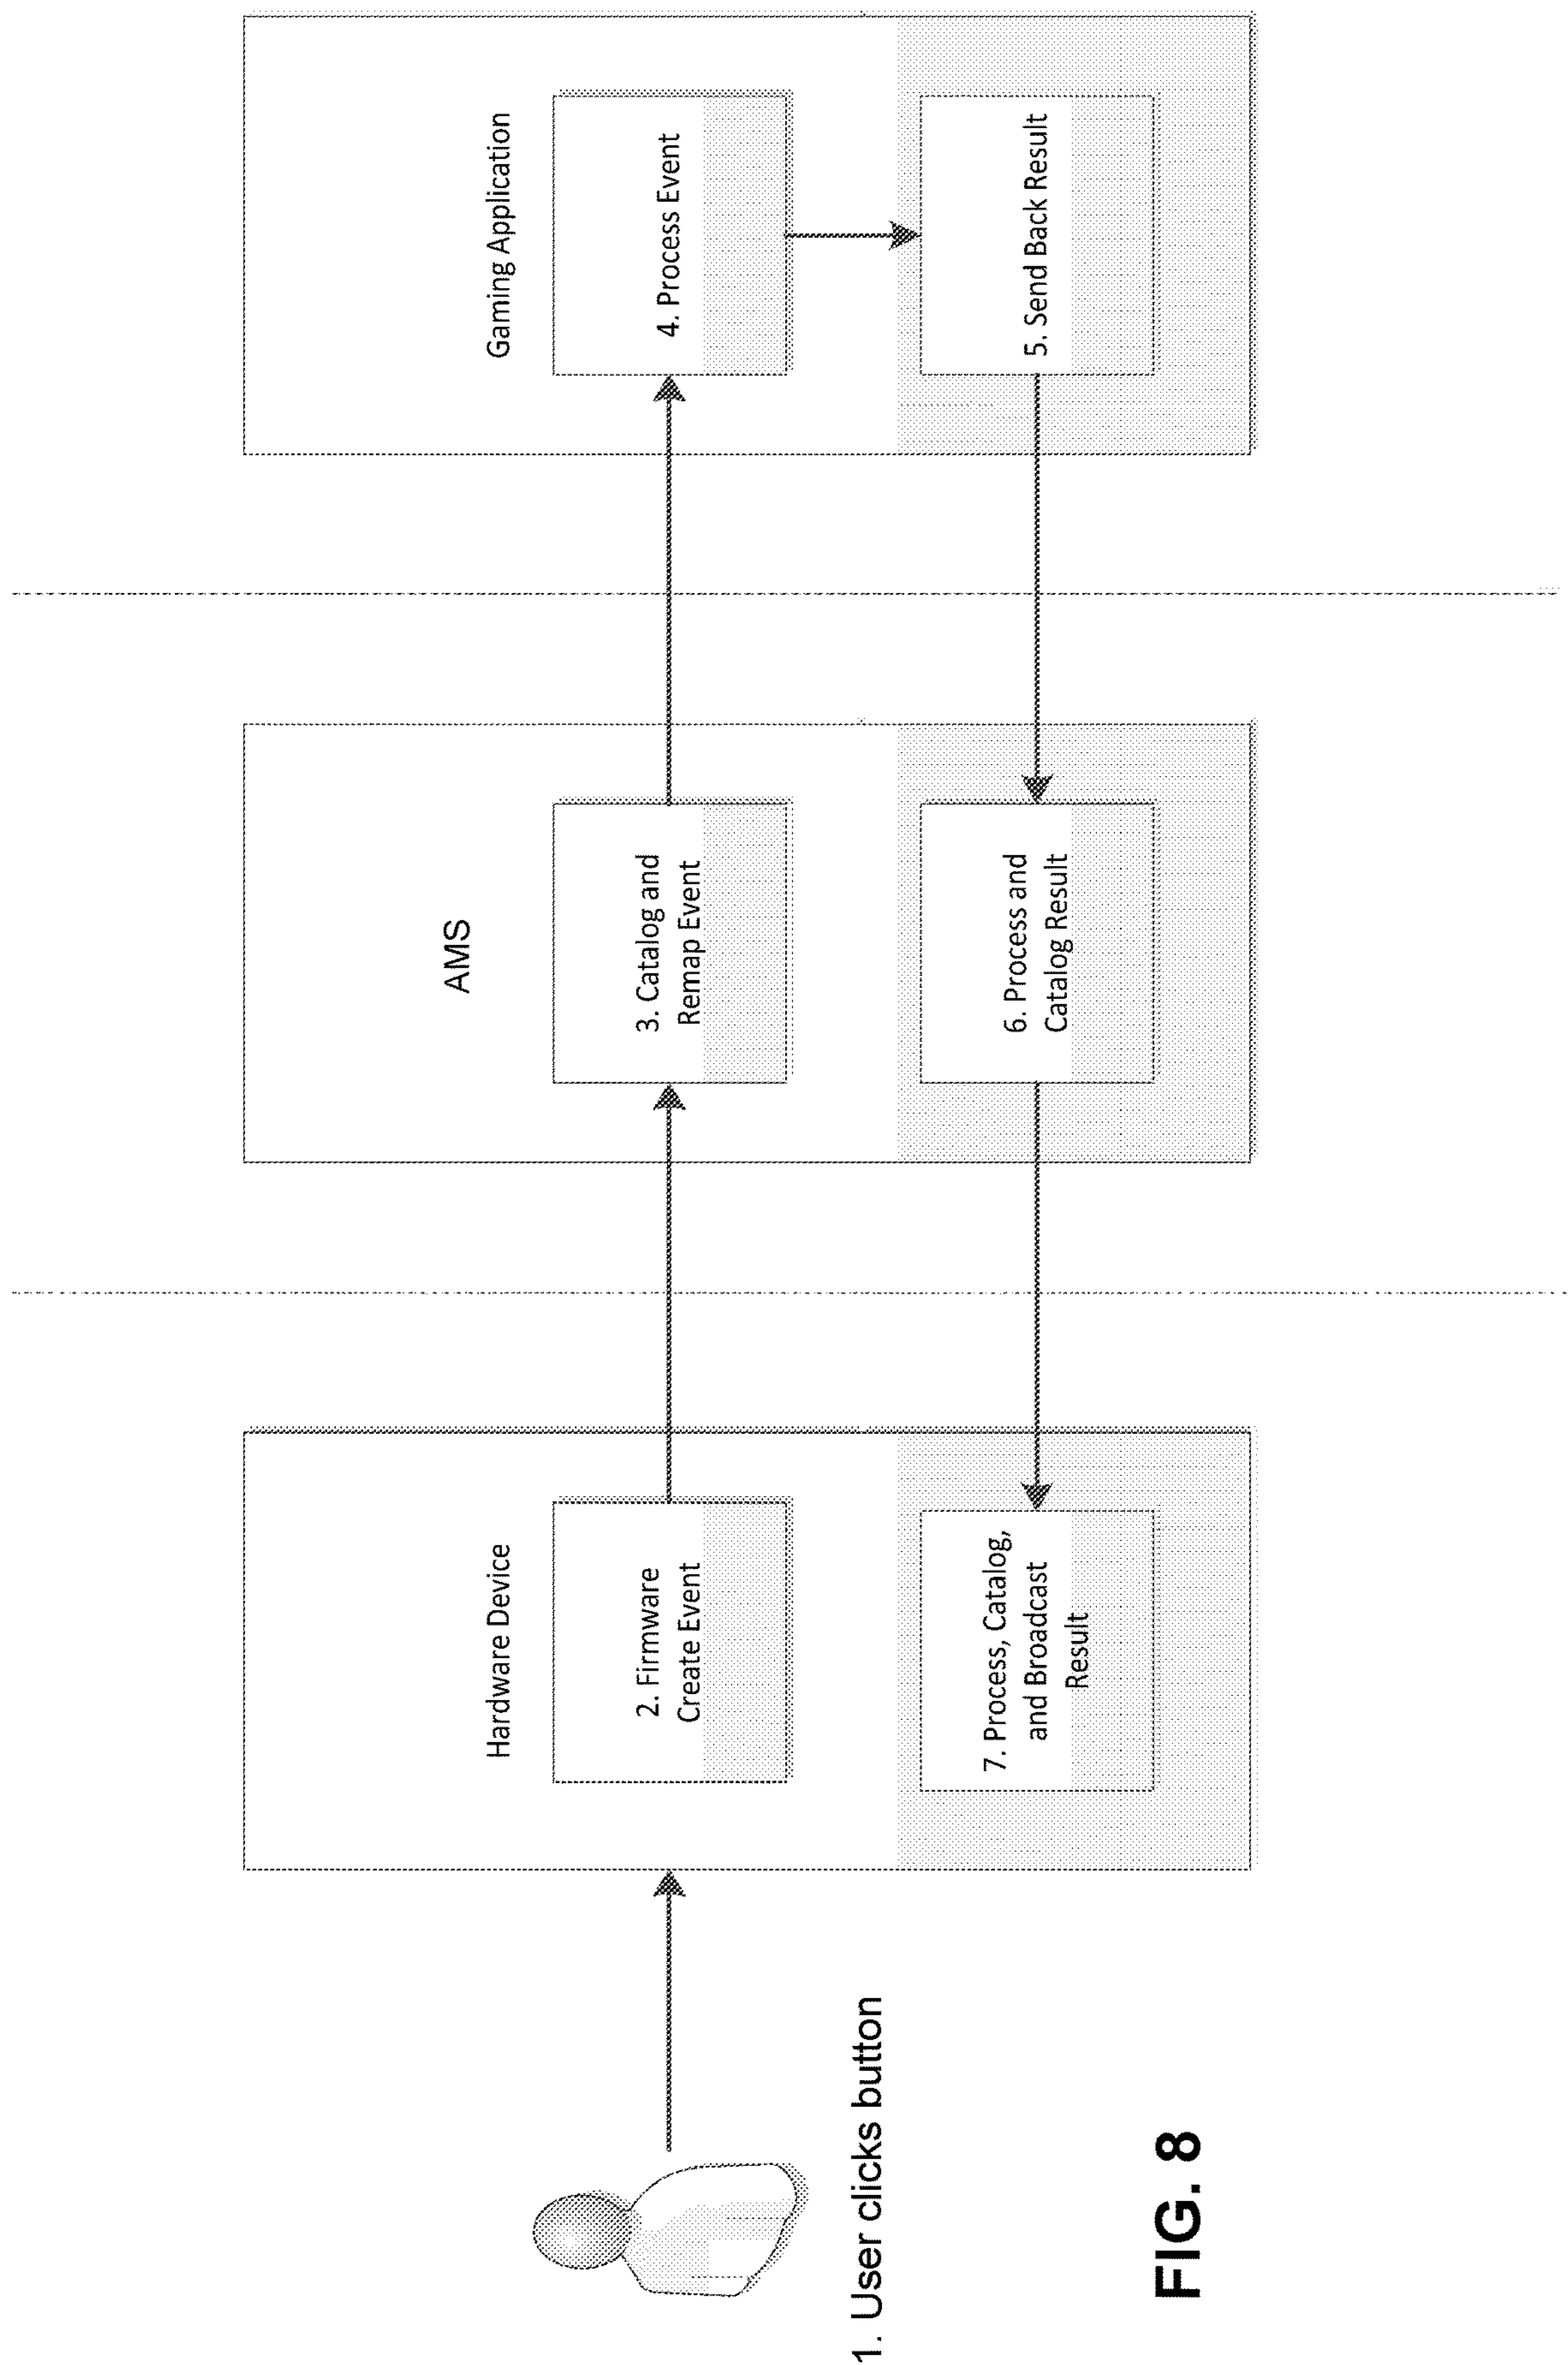 Hardware Device
AMS
Gaming Application
1. User clicks button
2. Firmware
Create Event
3. Catalog and
Remap Event
4. Process Event
5. Send Back Result
6. Process and
Catalog Result
7. Process, Catalog,
and Broadcast
Result
FIG. 8